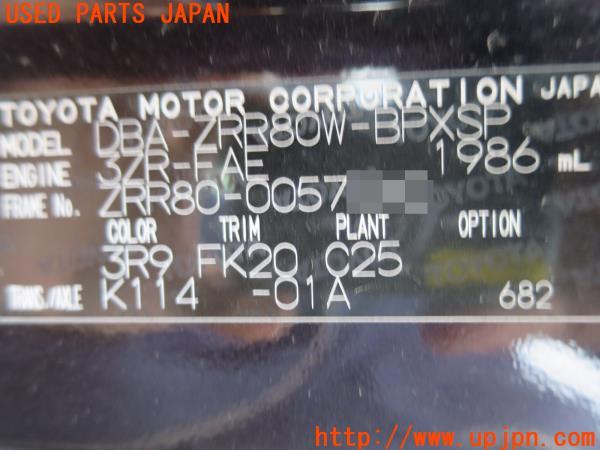 USED PARTS JAPAN
TOYOTA MOTOR CORPORATION JAPAN
MODEL DBA-ZRR80W-BPXSP
ENGINE 3ZR-FAE 1986 mL
FRAME No. ZRR80-0057
COLOR TRIM PLANT OPTION
3R9 FK20 C25
TRANS./AXLE K114 -01A 682
http://www.upjpn.com/